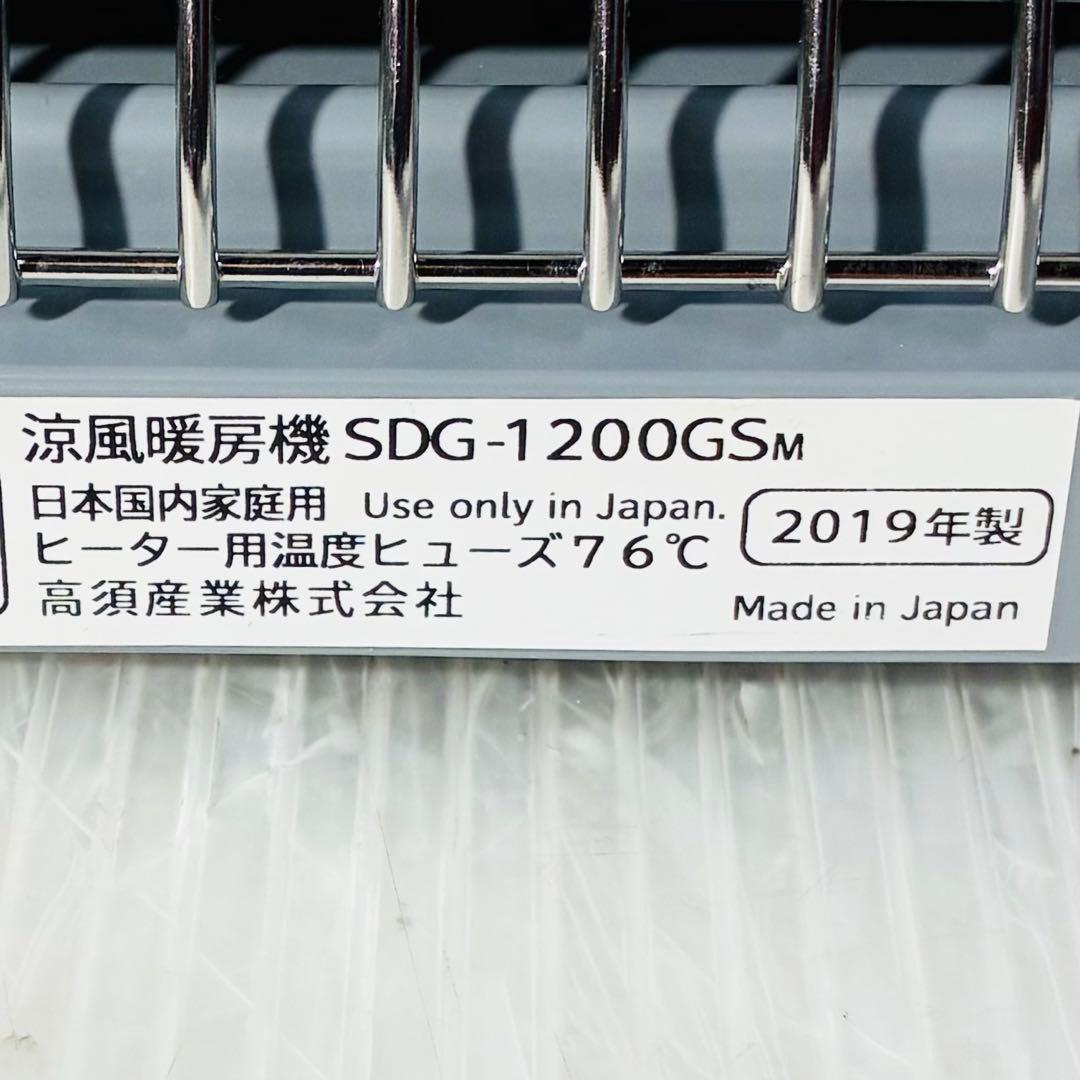 涼風暖房機 SDG-1200GSM
日本国内家庭用 Use only in Japan.
ヒーター用温度ヒューズ76℃
2019年製
高須産業株式会社
Made in Japan